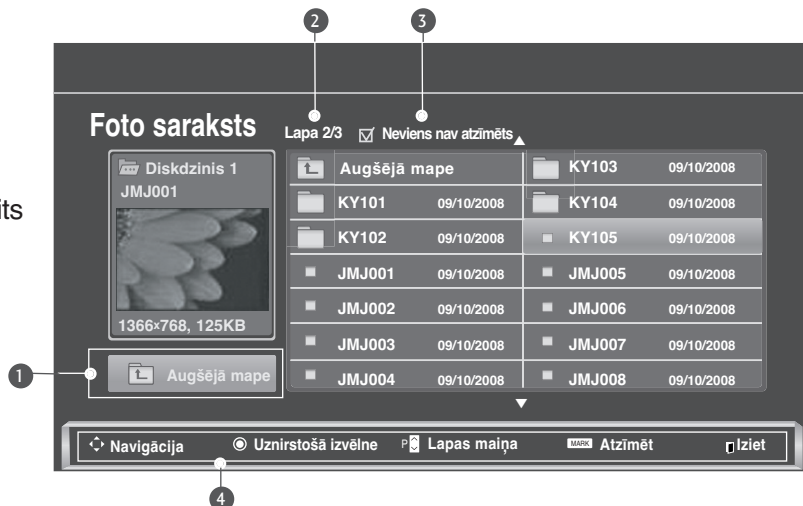 2 3
Foto saraksts
Lapa 2/3 Neviens nav atzīmēts
Diskdzinis 1
JMJ001
its
1366x768, 125KB
1
Augšējā mape
Augšējā mape
KY101 09/10/2008
KY102 09/10/2008
JMJ001 09/10/2008
JMJ002 09/10/2008
JMJ003 09/10/2008
JMJ004 09/10/2008
KY103 09/10/2008
KY104 09/10/2008
KY105 09/10/2008
JMJ005 09/10/2008
JMJ006 09/10/2008
JMJ007 09/10/2008
JMJ008 09/10/2008
Navigācija Uznirstošā izvēlne P Lapas maiņa MARK Atzīmēt Iziet
4